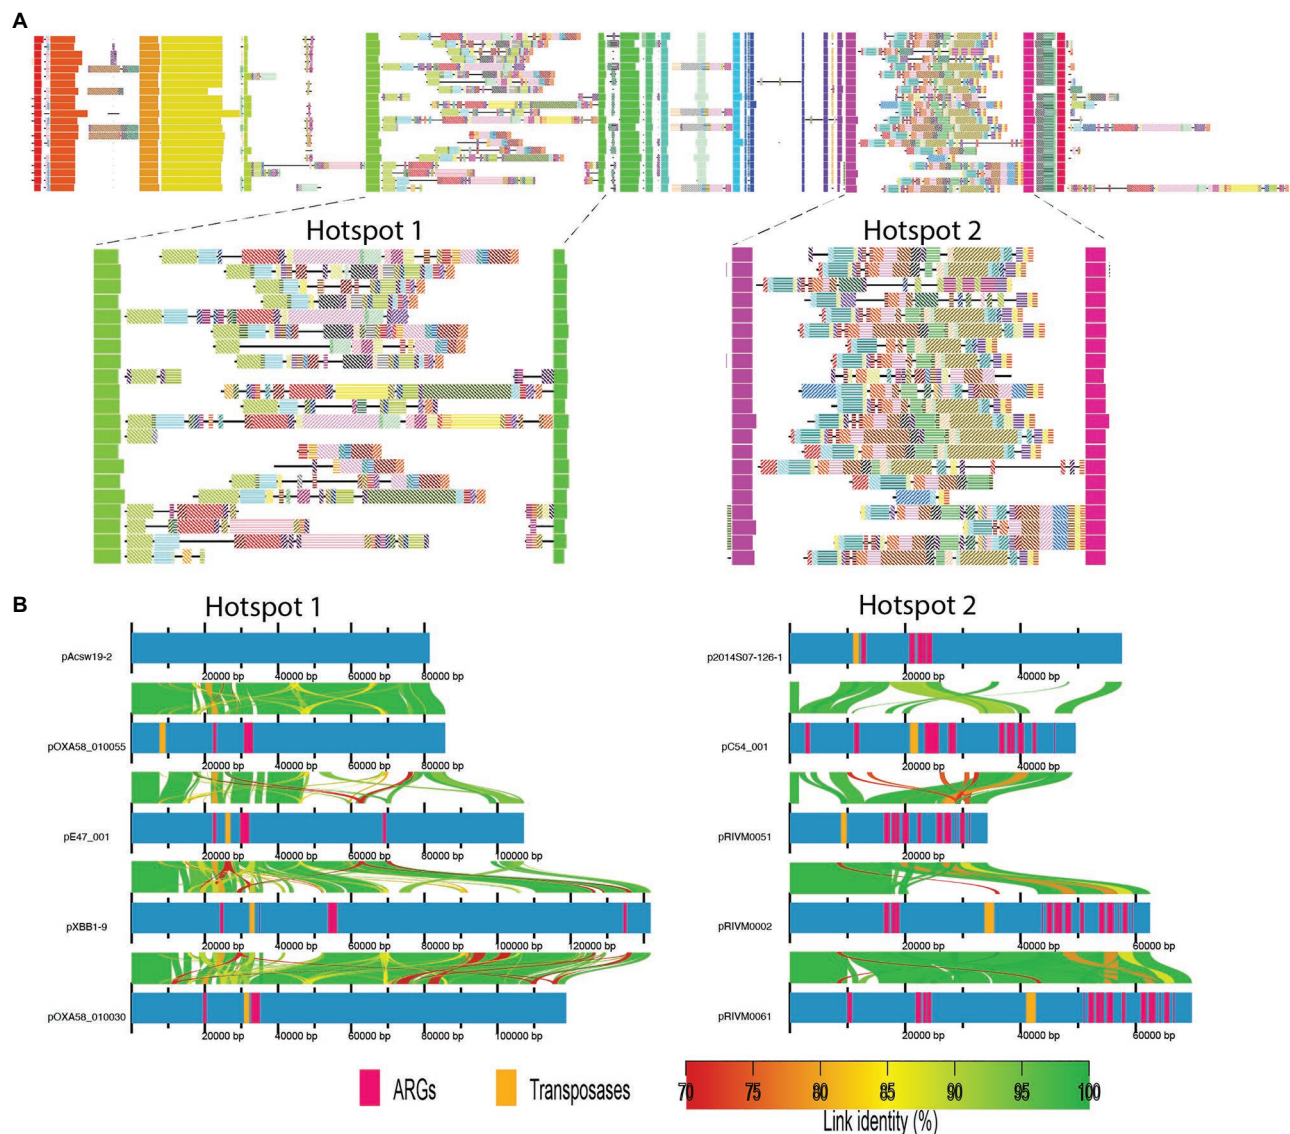 A
Hotspot 1
Hotspot 2
B
Hotspot 1
Hotspot 2
pAcsw19-2
20000 bp 40000 bp 60000 bp 80000 bp
pOXA58_010055
20000 bp 40000 bp 60000 bp 80000 bp
pE47_001
20000 bp 40000 bp 60000 bp 80000 bp 100000 bp
pXBB1-9
20000 bp 40000 bp 60000 bp 80000 bp 100000 bp 120000 bp
pOXA58_010030
20000 bp 40000 bp 60000 bp 80000 bp 100000 bp
p2014S07-126-1
20000 bp 40000 bp
pC54_001
20000 bp 40000 bp
pRIVM0051
20000 bp
pRIVM0002
20000 bp 40000 bp 60000 bp
pRIVM0061
20000 bp 40000 bp 60000 bp
ARGs
Transposases
70 75 80 85 90 95 100
Link identity (%)